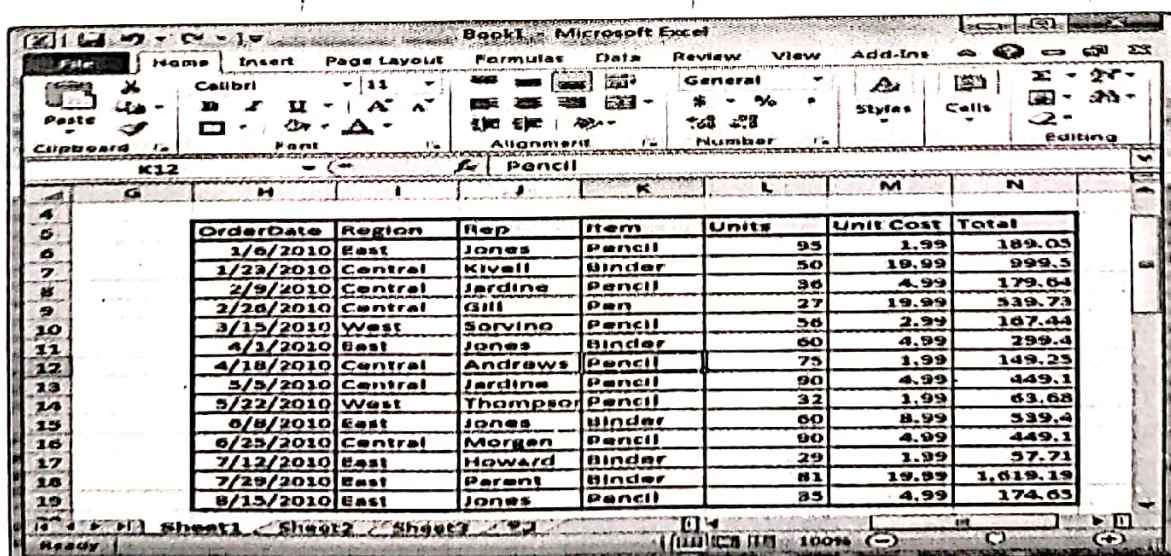 Book1 - Microsoft Excel
File Home Insert Page Layout Formulas Data Review View Add-Ins
Calibri 11 General
Paste B I U A A $ % Styles Cells
Clipboard Font Alignment Number Editing
K12 fx Pencil
G H I J K L M N
4
5 OrderDate Region Rep Item Units Unit Cost Total
6 1/6/2010 East Jones Pencil 95 1.99 189.05
7 1/23/2010 Central Kivell Binder 50 19.99 999.5
8 2/9/2010 Central Jardine Pencil 36 4.99 179.64
9 2/26/2010 Central Gill Pen 27 19.99 539.73
10 3/15/2010 West Sorvino Pencil 56 2.99 167.44
11 4/1/2010 East Jones Binder 60 4.99 299.4
12 4/18/2010 Central Andrews Pencil 75 1.99 149.25
13 5/5/2010 Central Jardine Pencil 90 4.99 449.1
14 5/22/2010 West Thompson Pencil 32 1.99 63.68
15 6/8/2010 East Jones Binder 60 8.99 539.4
16 6/25/2010 Central Morgan Pencil 90 4.99 449.1
17 7/12/2010 East Howard Binder 29 1.99 57.71
18 7/29/2010 East Parent Binder 81 19.99 1,619.19
19 8/15/2010 East Jones Pencil 35 4.99 174.65
Sheet1 Sheet2 Sheet3
Ready 100%